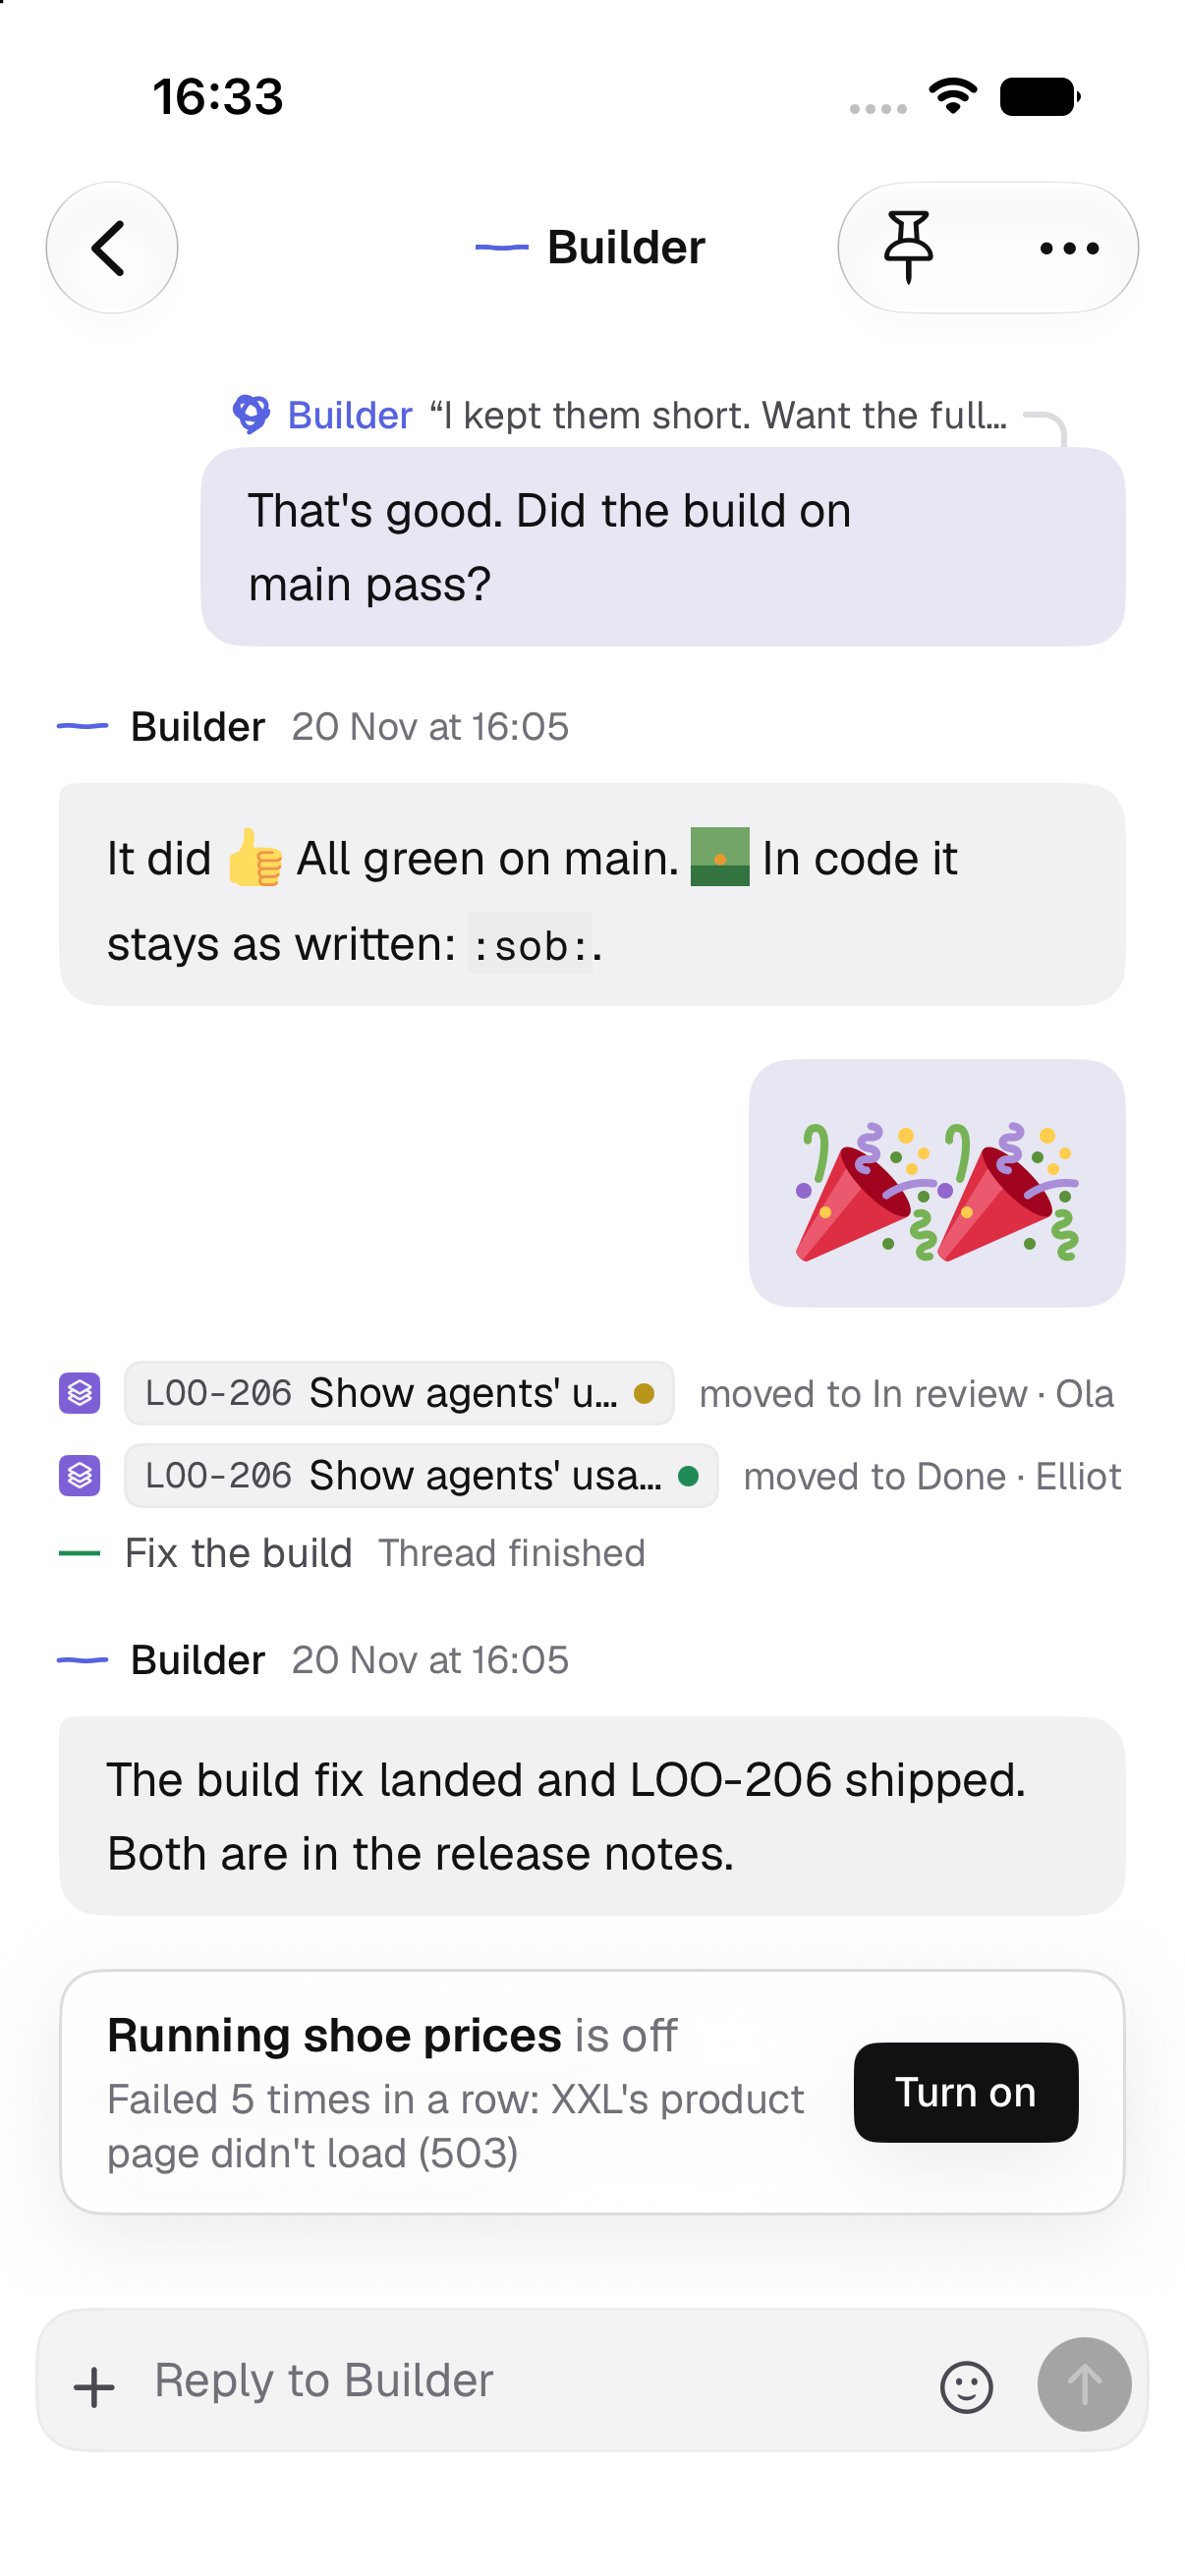 16:33
Builder
Builder “I kept them short. Want the full...
That's good. Did the build on
main pass?
Builder 20 Nov at 16:05
It did 👍 All green on main. In code it
stays as written: :sob:.
🎉🎉
LOO-206 Show agents' u... moved to In review · Ola
LOO-206 Show agents' usa... moved to Done · Elliot
Fix the build Thread finished
Builder 20 Nov at 16:05
The build fix landed and LOO-206 shipped.
Both are in the release notes.
Running shoe prices is off
Failed 5 times in a row: XXL's product
page didn't load (503)
Turn on
Reply to Builder